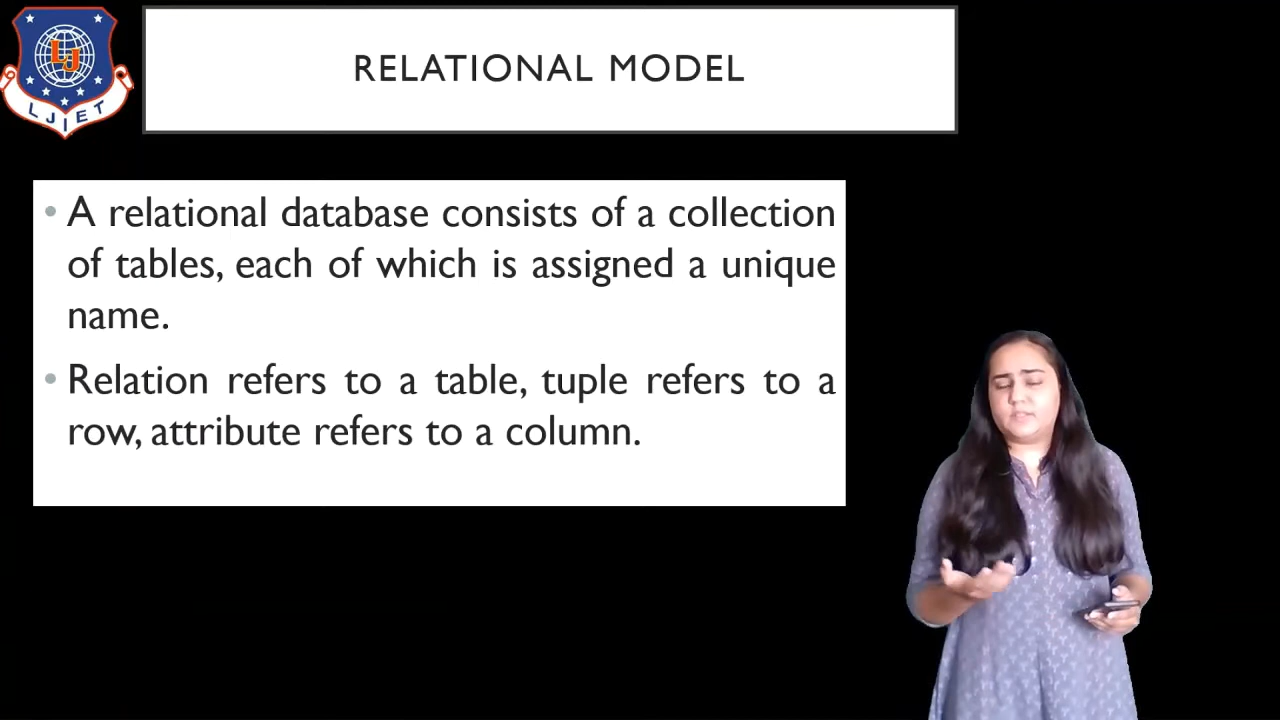 LJ
LJIET
RELATIONAL MODEL
• A relational database consists of a collection
of tables, each of which is assigned a unique
name.
• Relation refers to a table, tuple refers to a
row, attribute refers to a column.